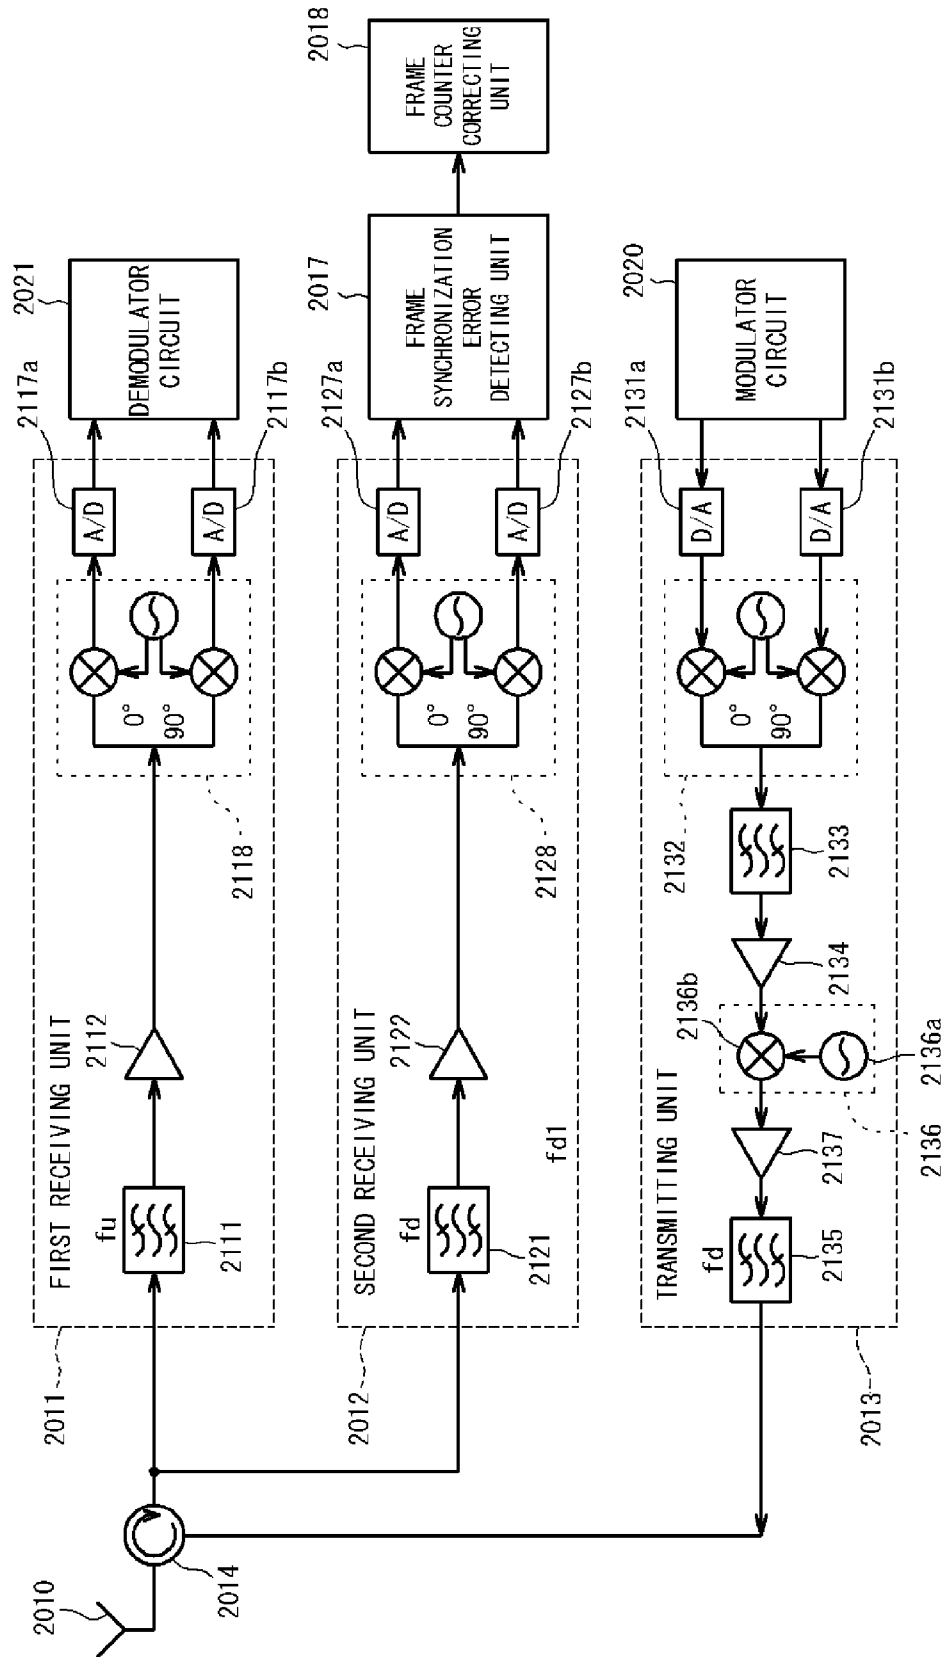 2010
2014
2011
FIRST RECEIVING UNIT
fu
2111
2112
2118
0°
90°
A/D
2117a
A/D
2117b
DEMODULATOR
CIRCUIT
2021
2012
SECOND RECEIVING UNIT
fd
2121
2122
fd1
2128
0°
90°
A/D
2127a
A/D
2127b
FRAME
SYNCHRONIZATION
ERROR
DETECTING UNIT
2017
FRAME
COUNTER
CORRECTING
UNIT
2018
2013
TRANSMITTING UNIT
fd
2135
2137
2136
2136a
2136b
2134
2133
2132
0°
90°
D/A
2131a
D/A
2131b
MODULATOR
CIRCUIT
2020